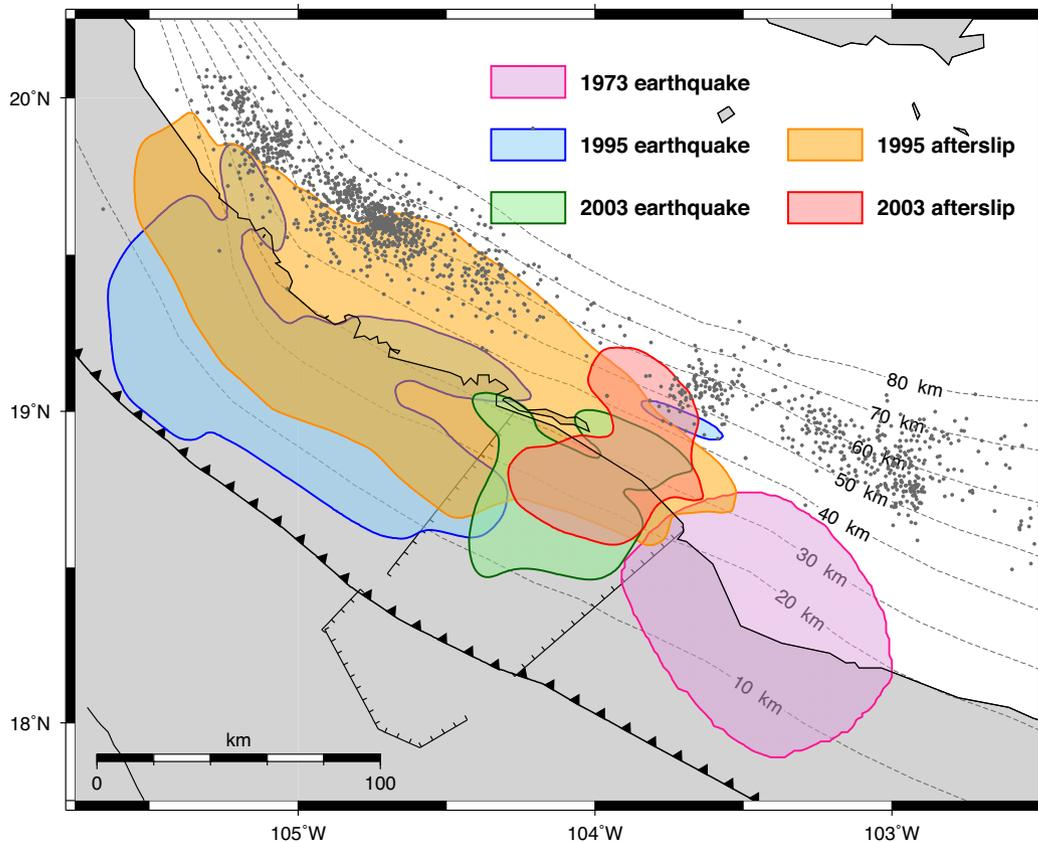 1973 earthquake
1995 earthquake
1995 afterslip
2003 earthquake
2003 afterslip
20°N
19°N
18°N
80 km
70 km
60 km
50 km
40 km
30 km
20 km
10 km
km
0 100
105°W 104°W 103°W